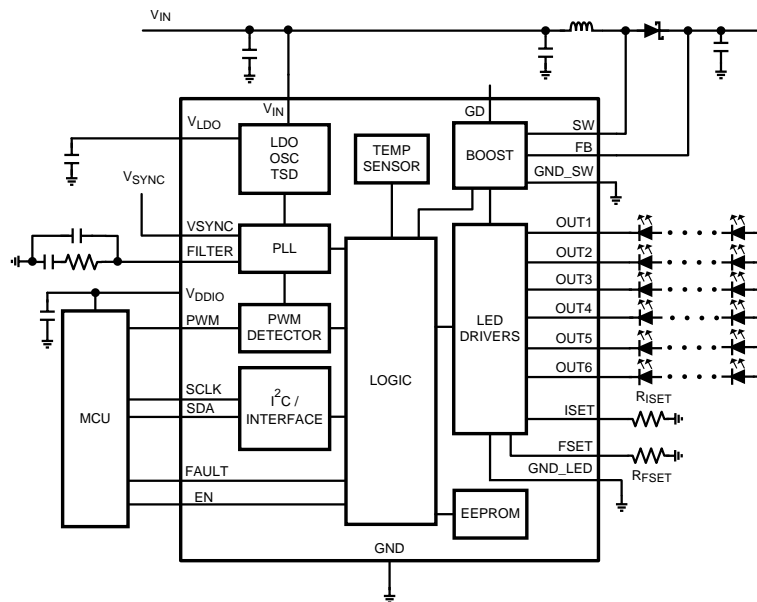 VIN
VIN
GD
VLDO
SW
LDO
OSC
TSD
TEMP
SENSOR
BOOST
FB
GND_SW
VSYNC
VSYNC
PLL
FILTER
OUT1
OUT2
OUT3
OUT4
OUT5
OUT6
VDDIO
PWM
PWM
DETECTOR
LED
DRIVERS
LOGIC
MCU
SCLK
SDA
I2C /
INTERFACE
ISET
RISET
FSET
RFSET
GND_LED
FAULT
EN
EEPROM
GND